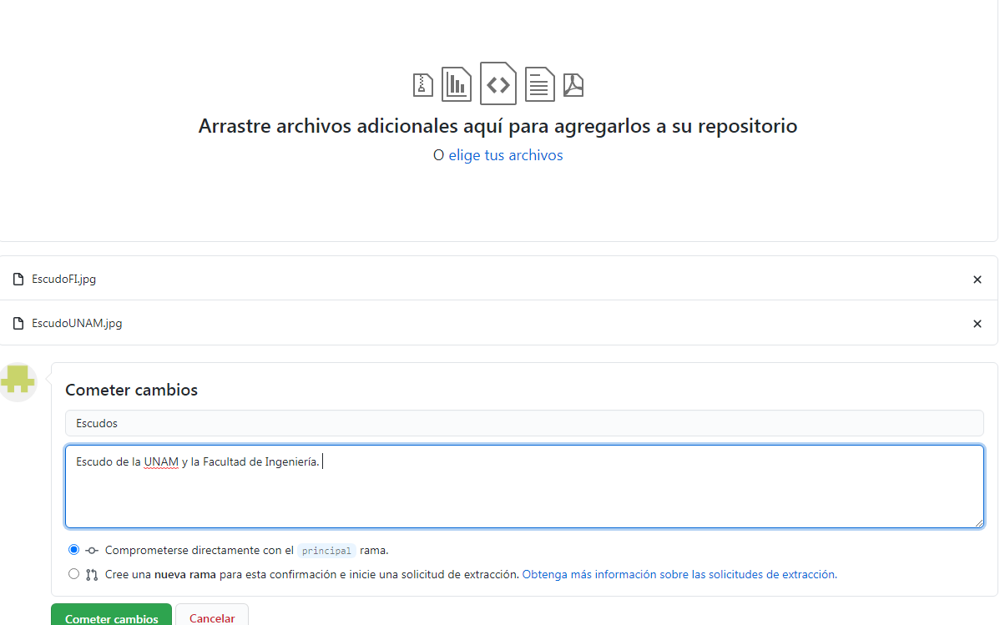 Arrastre archivos adicionales aquí para agregarlos a su repositorio
O elige tus archivos
EscudoFI.jpg
EscudoUNAM.jpg
Cometer cambios
Escudos
Escudo de la UNAM y la Facultad de Ingeniería.
Comprometerse directamente con el principal rama.
Cree una nueva rama para esta confirmación e inicie una solicitud de extracción. Obtenga más información sobre las solicitudes de extracción.
Cometer cambios Cancelar